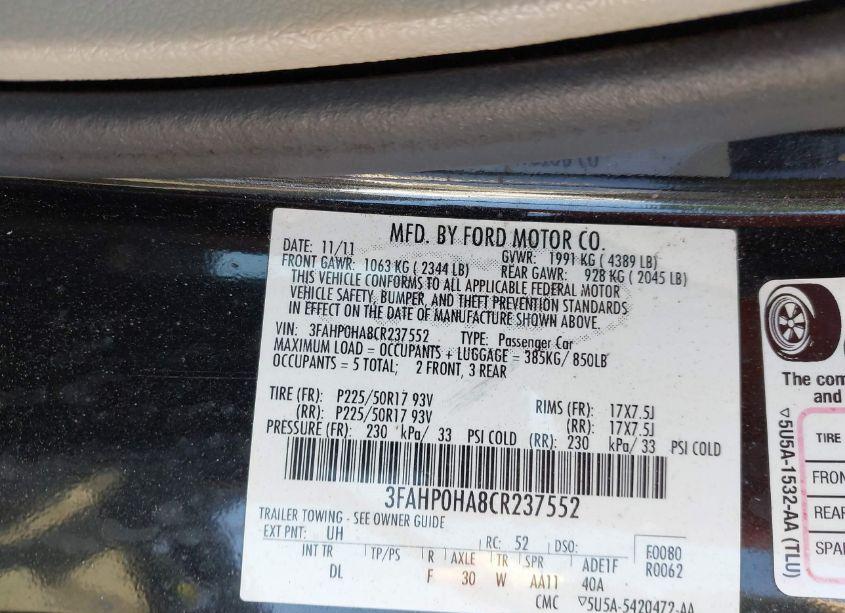 MFD. BY FORD MOTOR CO.
DATE: 11/11 GVWR: 1991 KG ( 4389 LB)
FRONT GAWR: 1063 KG ( 2344 LB) REAR GAWR: 928 KG ( 2045 LB)
THIS VEHICLE CONFORMS TO ALL APPLICABLE FEDERAL MOTOR
VEHICLE SAFETY, BUMPER, AND THEFT PREVENTION STANDARDS
IN EFFECT ON THE DATE OF MANUFACTURE SHOWN ABOVE.
VIN: 3FAHP0HA8CR237552 TYPE: Passenger Car
MAXIMUM LOAD = OCCUPANTS + LUGGAGE = 385KG/ 850LB
OCCUPANTS = 5 TOTAL; 2 FRONT, 3 REAR
TIRE (FR): P225/50R17 93V RIMS (FR): 17X7.5J
(RR): P225/50R17 93V (RR): 17X7.5J
PRESSURE (FR): 230 kPa/ 33 PSI COLD (RR): 230 kPa/ 33 PSI COLD
3FAHP0HA8CR237552
TRAILER TOWING - SEE OWNER GUIDE
EXT PNT: UH RC: 52 DSO: F0080
INT TR TP/PS R AXLE TR SPR ADE1F R0062
DL F 30 W AA11 40A
CMC ▽5U5A-5420472-AA
The com
and
TIRE
FRON
REAR
SPA
▽5U5A-1532-AA (TLU)